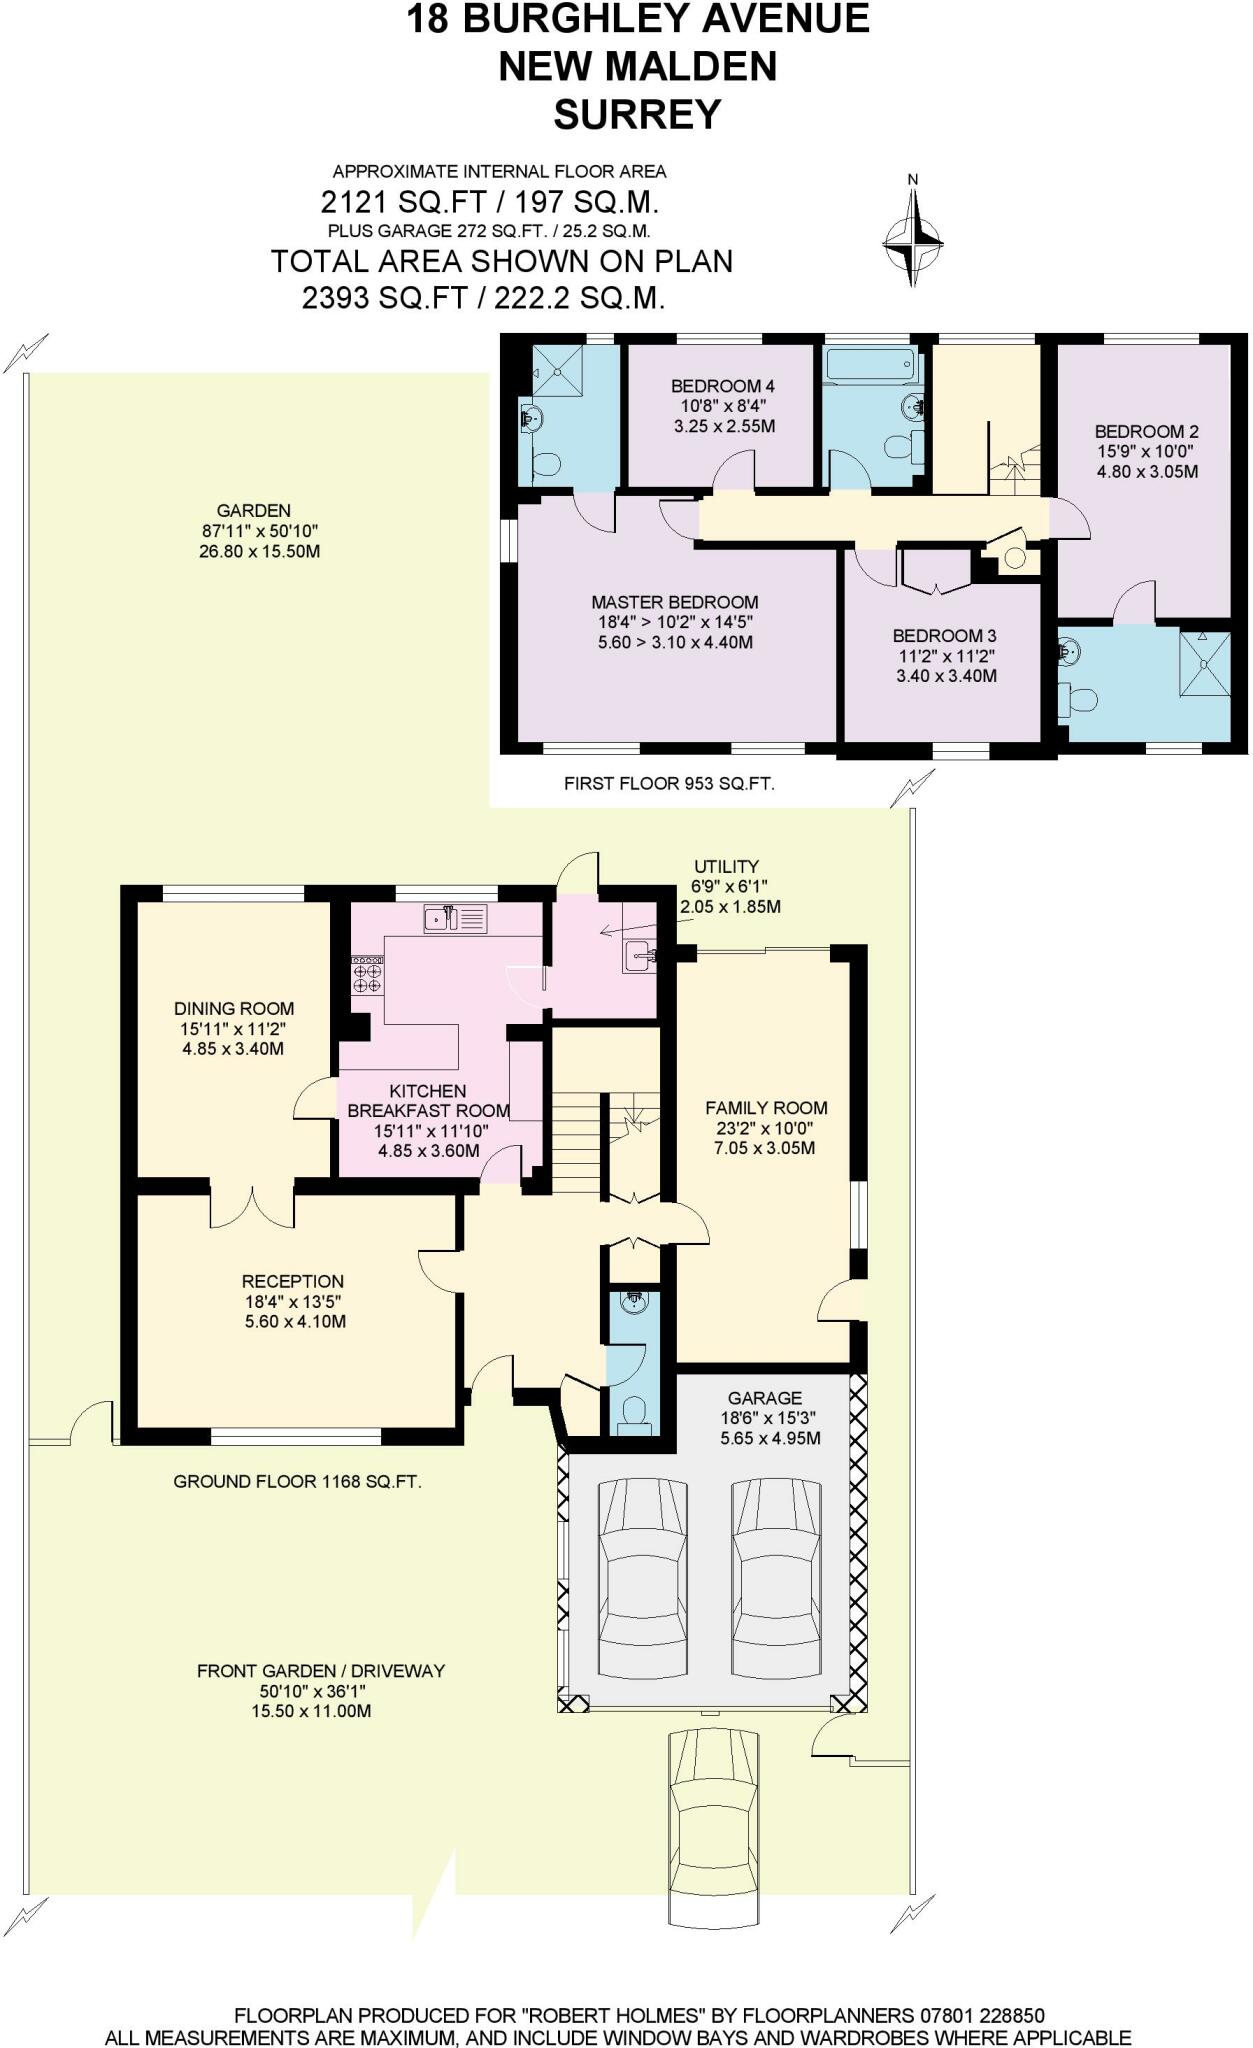 18 BURGHLEY AVENUE
NEW MALDEN
SURREY
APPROXIMATE INTERNAL FLOOR AREA
2121 SQ.FT / 197 SQ.M.
PLUS GARAGE 272 SQ.FT. / 25.2 SQ.M.
TOTAL AREA SHOWN ON PLAN
2393 SQ.FT / 222.2 SQ.M.
N
BEDROOM 4
10'8" x 8'4"
3.25 x 2.55M
BEDROOM 2
15'9" x 10'0"
4.80 x 3.05M
GARDEN
87'11" x 50'10"
26.80 x 15.50M
MASTER BEDROOM
18'4" > 10'2" x 14'5"
5.60 > 3.10 x 4.40M
BEDROOM 3
11'2" x 11'2"
3.40 x 3.40M
FIRST FLOOR 953 SQ.FT.
UTILITY
6'9" x 6'1"
2.05 x 1.85M
DINING ROOM
15'11" x 11'2"
4.85 x 3.40M
KITCHEN
BREAKFAST ROOM
15'11" x 11'10"
4.85 x 3.60M
FAMILY ROOM
23'2" x 10'0"
7.05 x 3.05M
RECEPTION
18'4" x 13'5"
5.60 x 4.10M
GARAGE
18'6" x 15'3"
5.65 x 4.95M
GROUND FLOOR 1168 SQ.FT.
FRONT GARDEN / DRIVEWAY
50'10" x 36'1"
15.50 x 11.00M
FLOORPLAN PRODUCED FOR "ROBERT HOLMES" BY FLOORPLANNERS 07801 228850
ALL MEASUREMENTS ARE MAXIMUM, AND INCLUDE WINDOW BAYS AND WARDROBES WHERE APPLICABLE